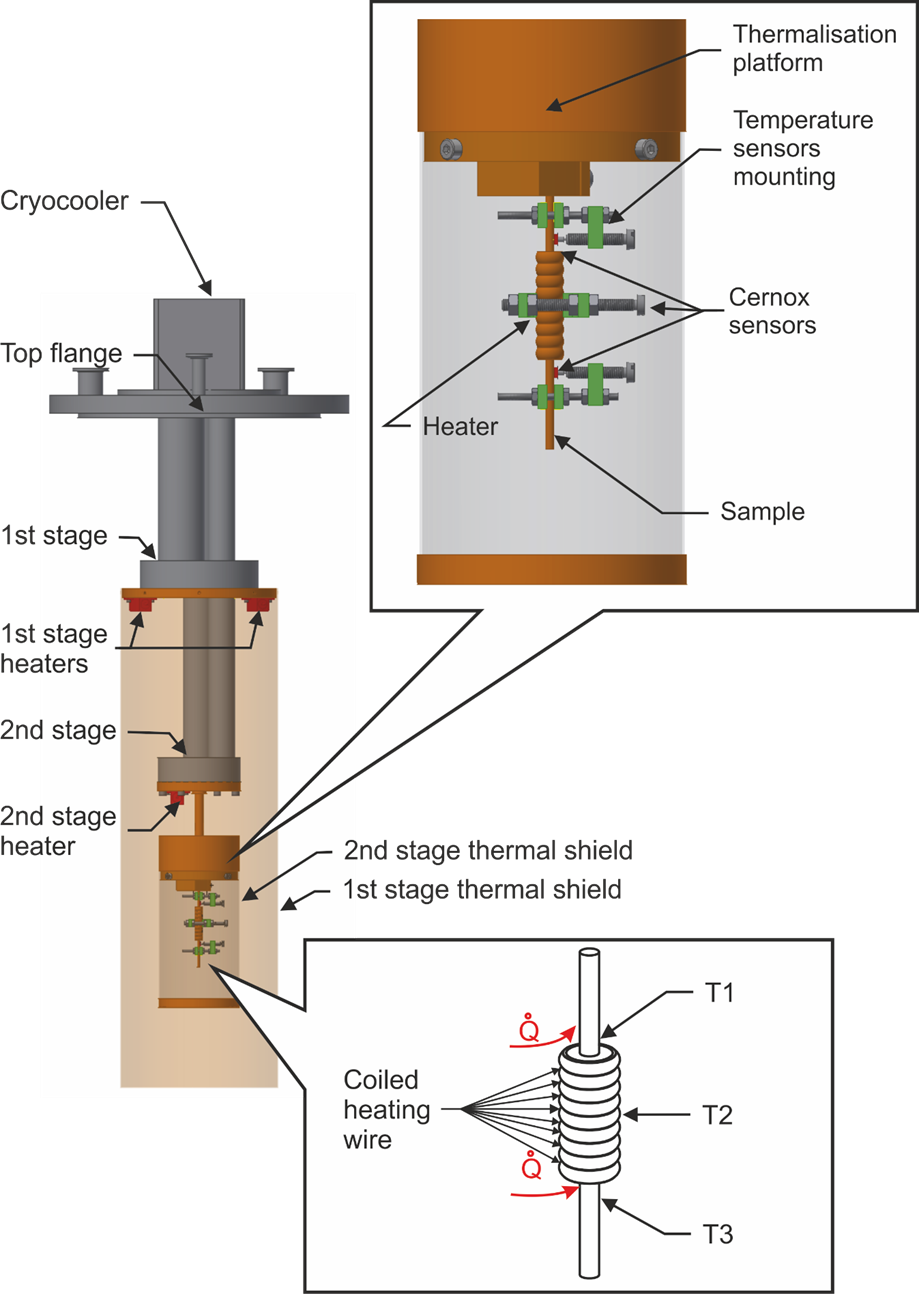 Thermalisation
platform
Temperature
sensors
mounting
Cernox
sensors
Heater
Sample
Cryocooler
Top flange
1st stage
1st stage
heaters
2nd stage
2nd stage
heater
2nd stage thermal shield
1st stage thermal shield
Q̊
T1
Coiled
heating
wire
T2
Q̊
T3